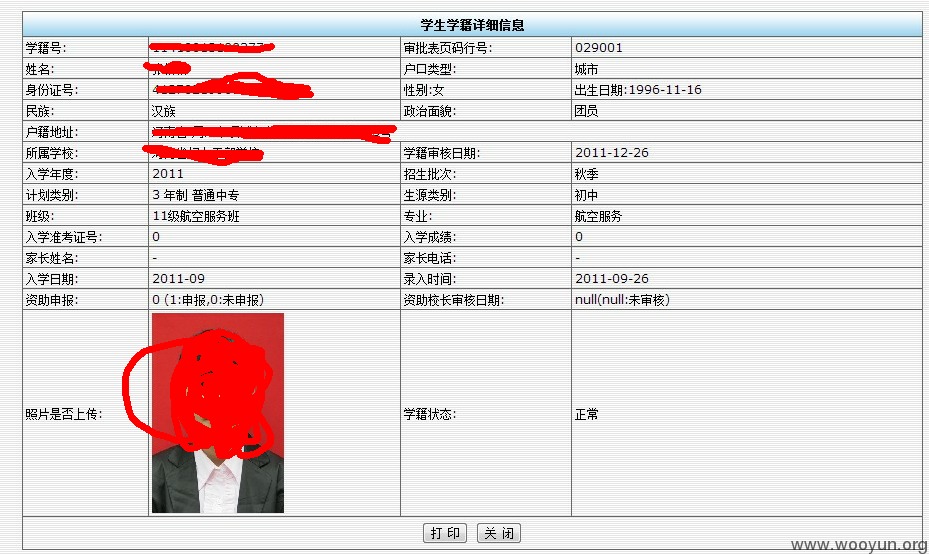 学生学籍详细信息
学籍号:
审批表页码行号: 029001
姓名:
户口类型: 城市
身份证号:
性别:女 出生日期:1996-11-16
民族: 汉族 政治面貌: 团员
户籍地址:
所属学校:
学籍审核日期: 2011-12-26
入学年度: 2011 招生批次: 秋季
计划类别: 3 年制 普通中专 生源类别: 初中
班级: 11级航空服务班 专业: 航空服务
入学准考证号: 0 入学成绩: 0
家长姓名: - 家长电话: -
入学日期: 2011-09 录入时间: 2011-09-26
资助申报: 0 (1:申报,0:未申报) 资助校长审核日期: null(null:未审核)
照片是否上传: 学籍状态: 正常
打 印 关 闭
www.wooyun.org